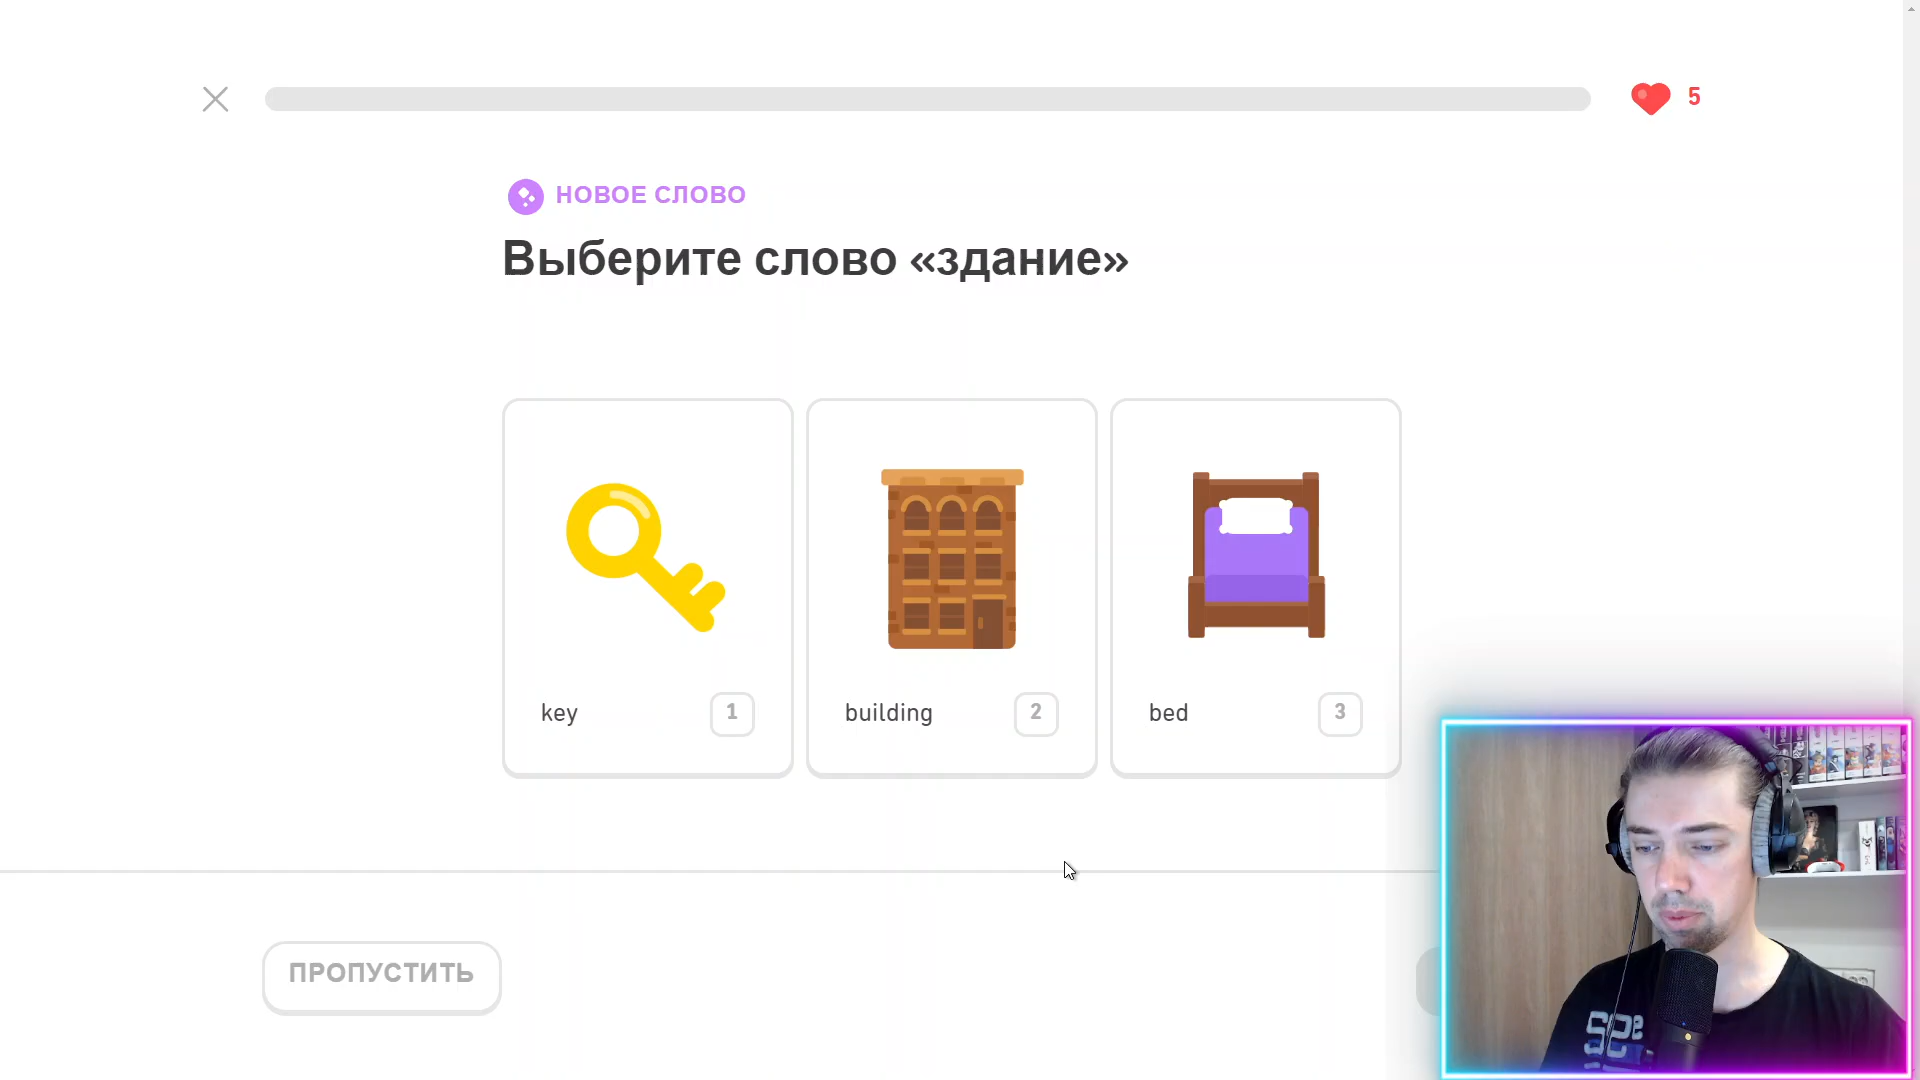 5
НОВОЕ СЛОВО
Выберите слово «здание»
key 1
building 2
bed 3
ПРОПУСТИТЬ